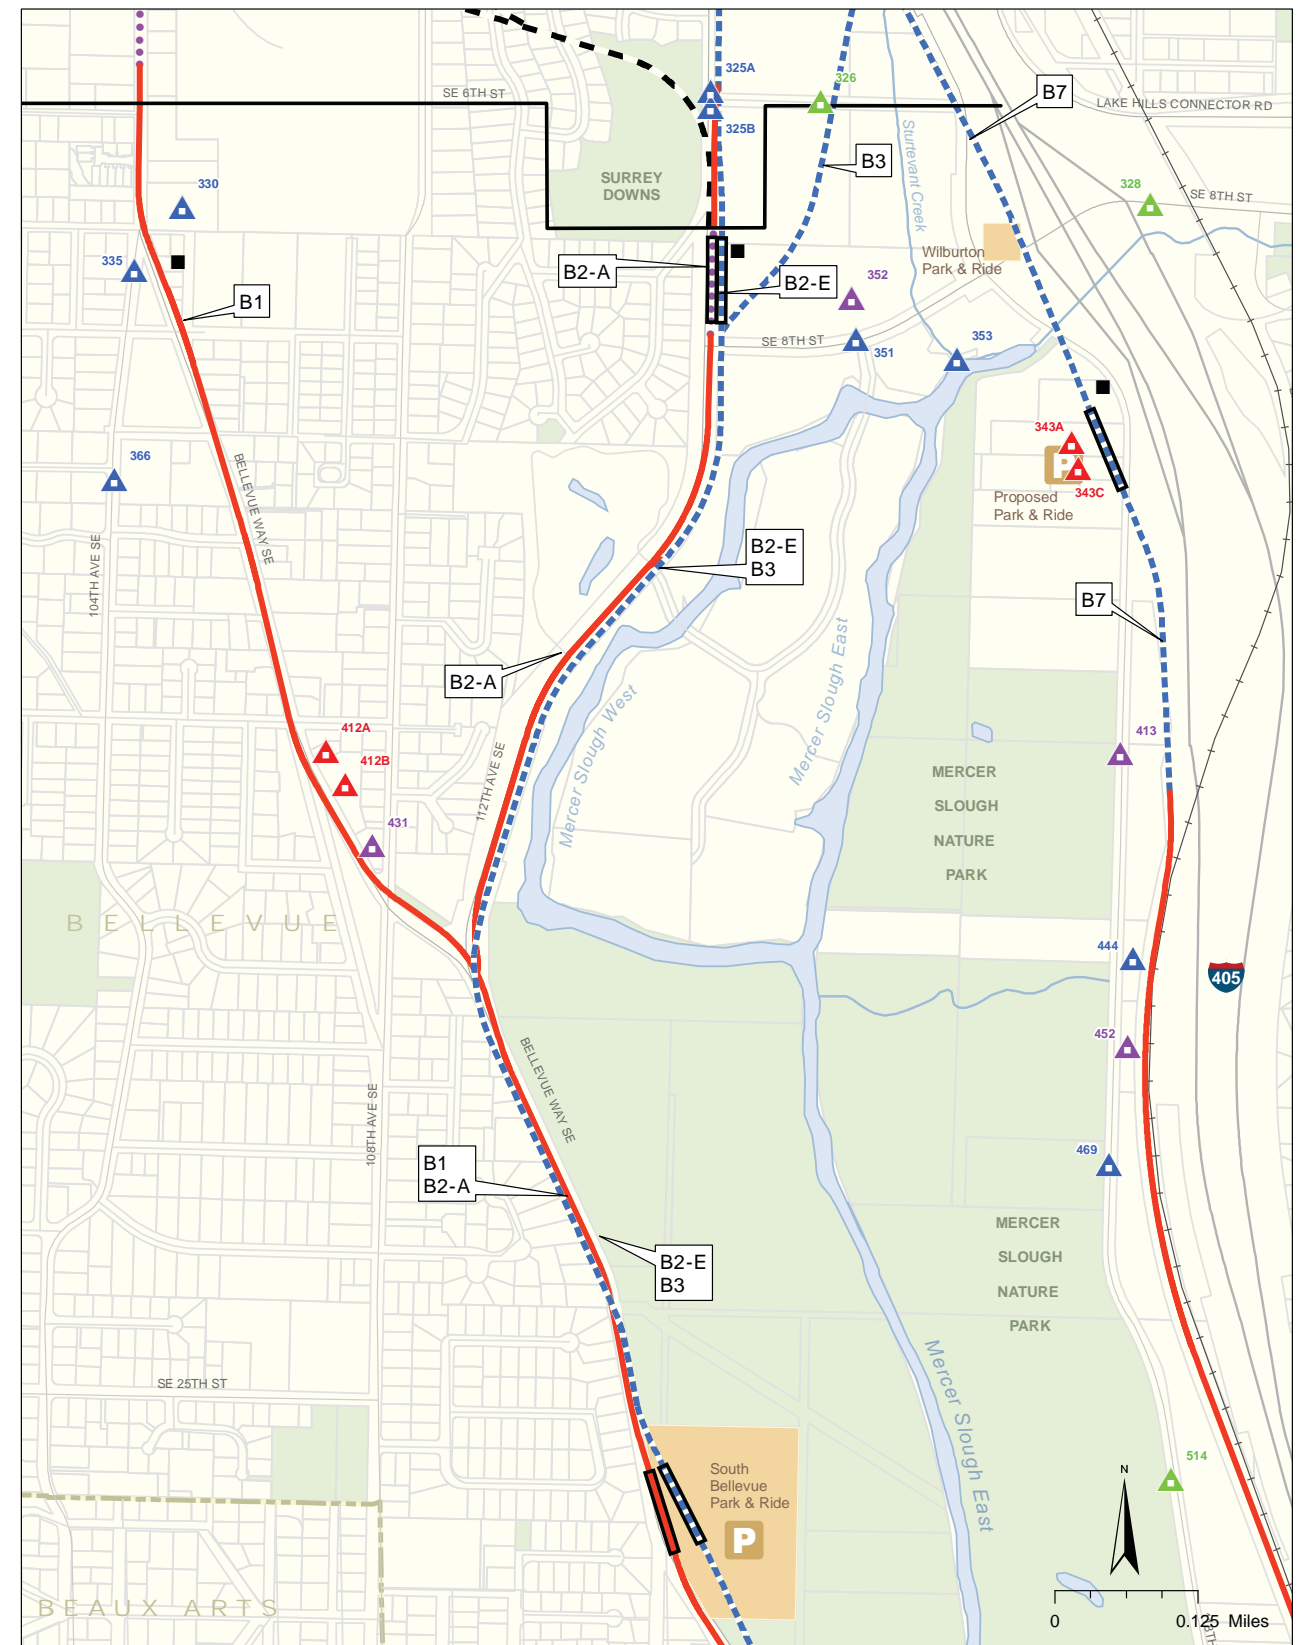 325A
326
B7
SE 6TH ST
LAKE HILLS CONNECTOR RD
325B
Sturtevant Creek
B3
SURREY
DOWNS
330
328
SE 8TH ST
Wilburton
Park & Ride
335
B2-A
352
B2-E
B1
SE 8TH ST
351
353
343A
P
343C
Proposed
Park & Ride
366
BELLEVUE WAY SE
104TH AVE SE
B2-E
B3
B7
Mercer Slough East
B2-A
Mercer Slough West
412A
412B
413
112TH AVE SE
MERCER
SLOUGH
NATURE
PARK
431
BELLEVUE
444
405
452
BELLEVUE WAY SE
108TH AVE SE
B1
B2-A
469
MERCER
SLOUGH
NATURE
PARK
B2-E
B3
Mercer Slough East
SE 25TH ST
South
Bellevue
Park & Ride
P
514
N
BEAUX ARTS
0
0.125 Miles